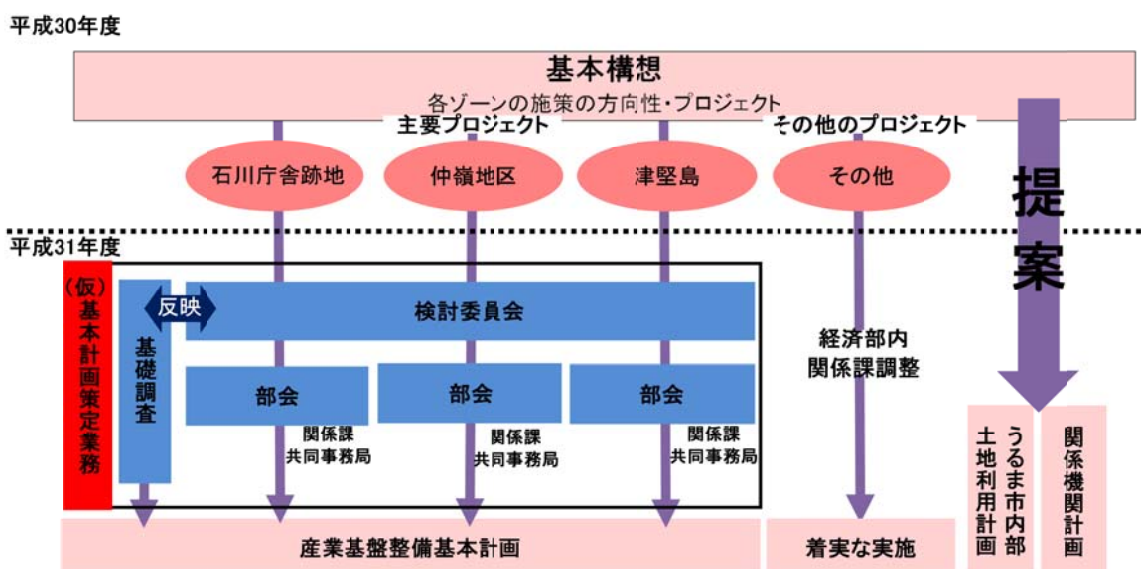 平成30年度
基本構想
各ゾーンの施策の方向性・プロジェクト
主要プロジェクト
その他のプロジェクト
石川庁舎跡地
仲嶺地区
津堅島
その他
提案
平成31年度
(仮)基本計画策定業務
基礎調査
反映
検討委員会
部会
部会
部会
関係課
共同事務局
関係課
共同事務局
関係課
共同事務局
経済部内
関係課調整
産業基盤整備基本計画
着実な実施
うるま市内部
土地利用計画
関係機関計画